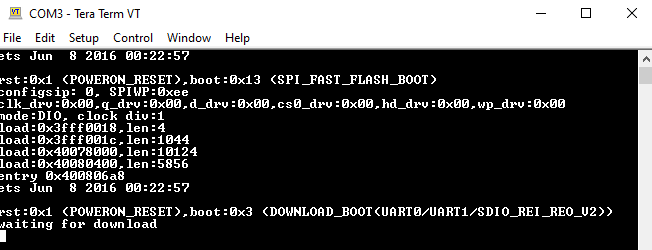 COM3 - Tera Term VT
File Edit Setup Control Window Help
ets Jun  8 2016 00:22:57
rst:0x1 (POWERON_RESET),boot:0x13 (SPI_FAST_FLASH_BOOT)
configsip: 0, SPIWP:0xee
clk_drv:0x00,q_drv:0x00,d_drv:0x00,cs0_drv:0x00,hd_drv:0x00,wp_drv:0x00
mode:DIO, clock div:1
load:0x3fff0018,len:4
load:0x3fff001c,len:1044
load:0x40078000,len:10124
load:0x40080400,len:5856
entry 0x400806a8
ets Jun  8 2016 00:22:57
rst:0x1 (POWERON_RESET),boot:0x3 (DOWNLOAD_BOOT(UART0/UART1/SDIO_REI_REO_V2))
waiting for download